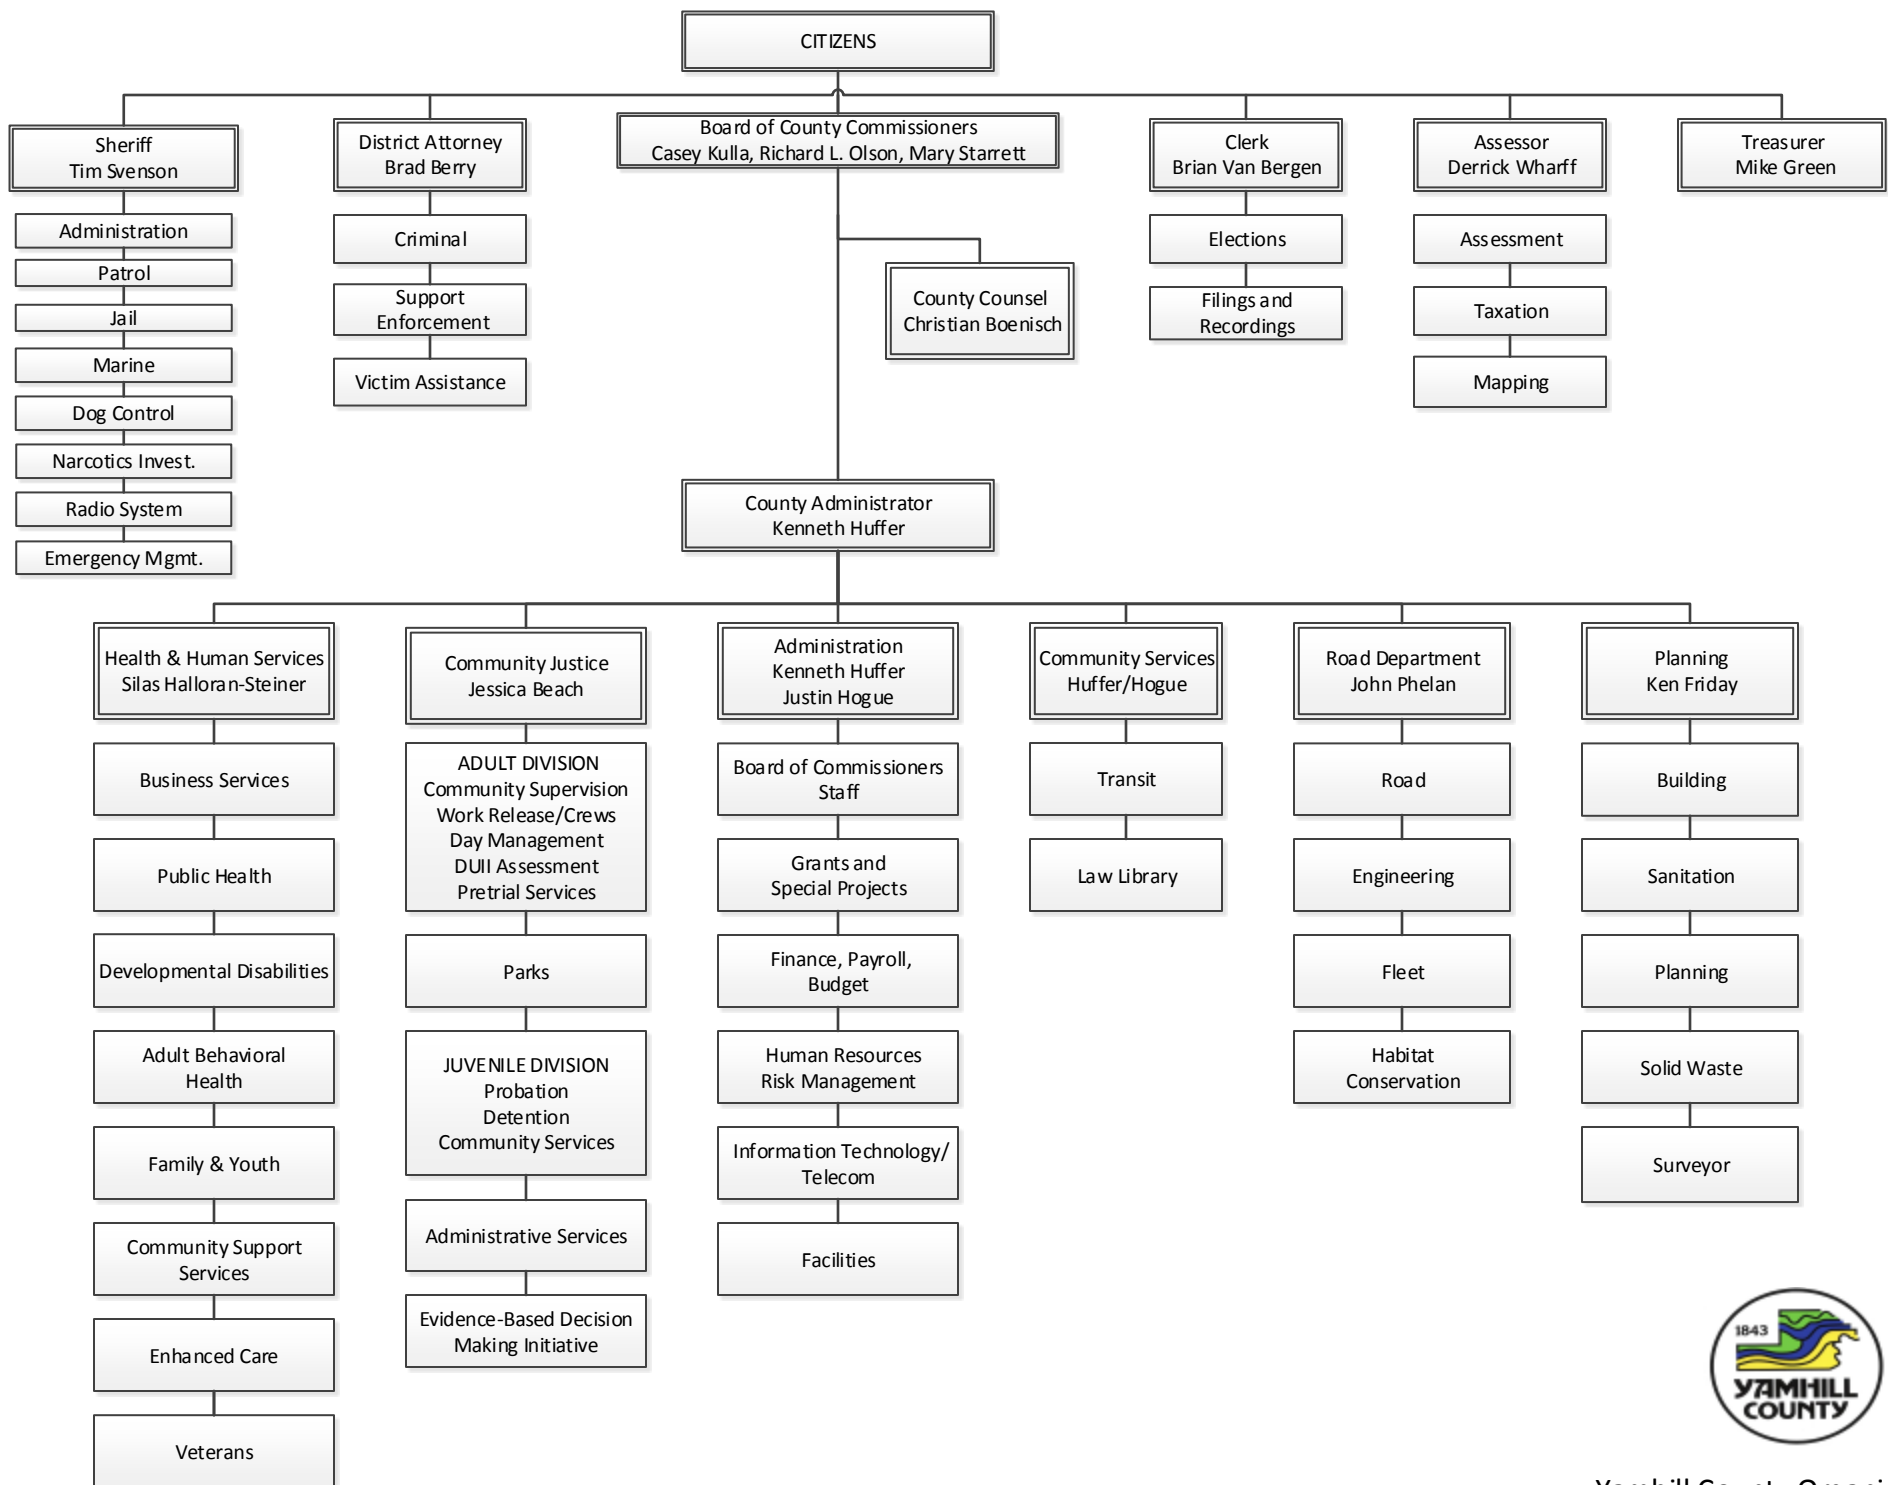 CITIZENS
Sheriff
Tim Svenson
District Attorney
Brad Berry
Board of County Commissioners
Casey Kulla, Richard L. Olson, Mary Starrett
Clerk
Brian Van Bergen
Assessor
Derrick Wharff
Treasurer
Mike Green
Administration
Patrol
Jail
Marine
Dog Control
Narcotics Invest.
Radio System
Emergency Mgmt.
Criminal
Support
Enforcement
Victim Assistance
County Counsel
Christian Boenisch
Elections
Filings and
Recordings
Assessment
Taxation
Mapping
County Administrator
Kenneth Huffer
Health & Human Services
Silas Halloran-Steiner
Business Services
Public Health
Developmental Disabilities
Adult Behavioral
Health
Family & Youth
Community Support
Services
Enhanced Care
Veterans
Community Justice
Jessica Beach
ADULT DIVISION
Community Supervision
Work Release/Crews
Day Management
DUII Assessment
Pretrial Services
Parks
JUVENILE DIVISION
Probation
Detention
Community Services
Administrative Services
Evidence-Based Decision
Making Initiative
Administration
Kenneth Huffer
Justin Hogue
Board of Commissioners
Staff
Grants and
Special Projects
Finance, Payroll,
Budget
Human Resources
Risk Management
Information Technology/
Telecom
Facilities
Community Services
Huffer/Hogue
Transit
Law Library
Road Department
John Phelan
Road
Engineering
Fleet
Habitat
Conservation
Planning
Ken Friday
Building
Sanitation
Planning
Solid Waste
Surveyor
1843
YAMHILL
COUNTY
Yamhill County